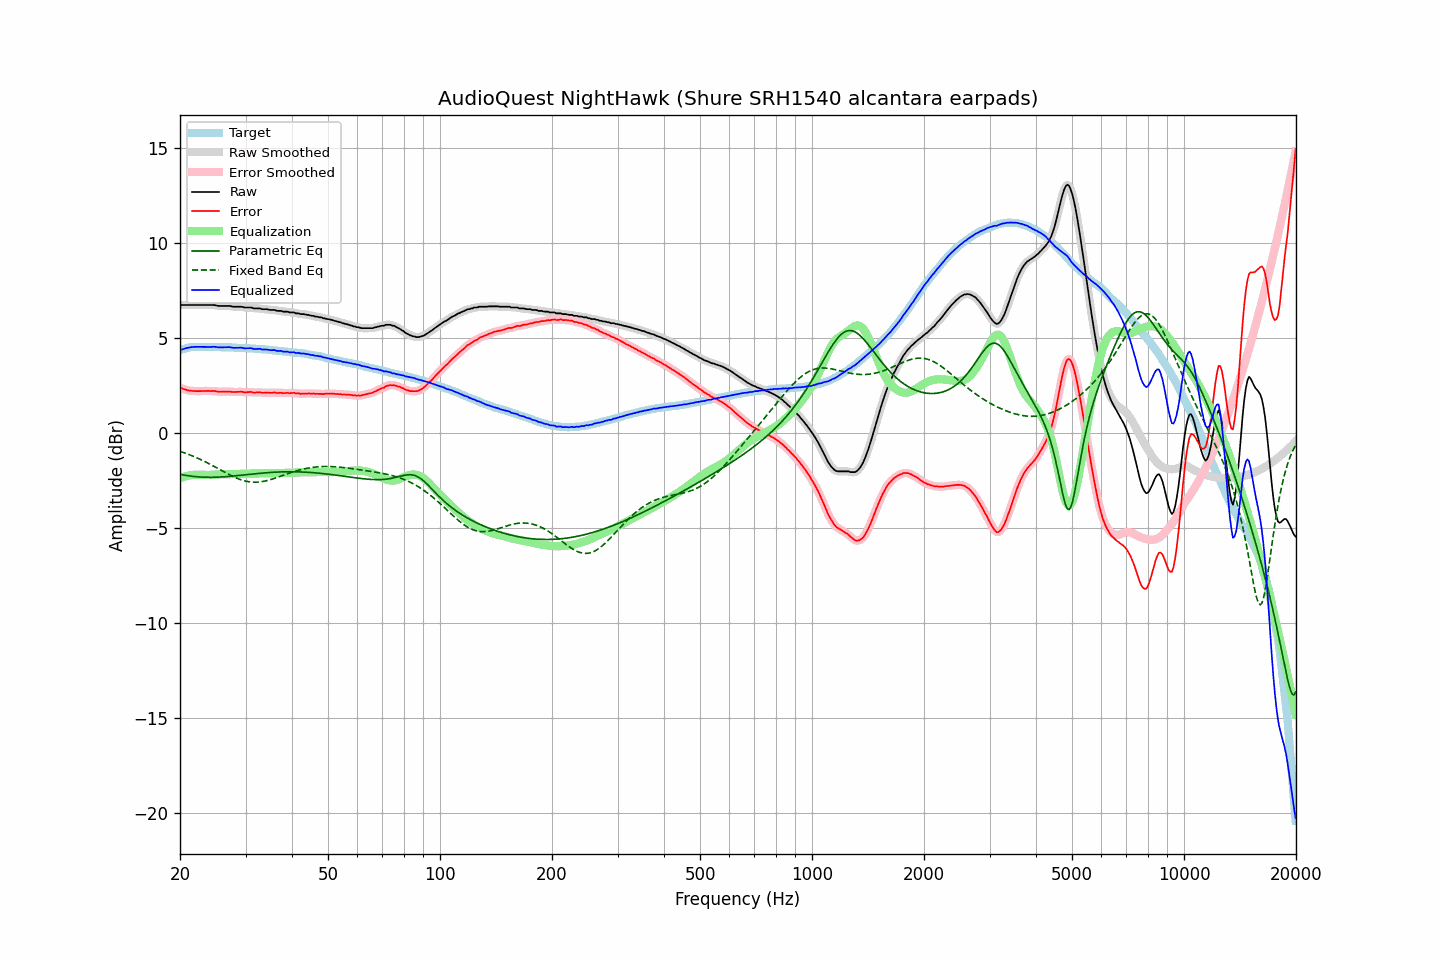 AudioQuest NightHawk (Shure SRH1540 alcantara earpads)
Target
Raw Smoothed
Error Smoothed
Raw
Error
Equalization
Parametric Eq
Fixed Band Eq
Equalized
Amplitude (dBr)
15
10
5
0
−5
−10
−15
−20
20 50 100 200 500 1000 2000 5000 10000 20000
Frequency (Hz)